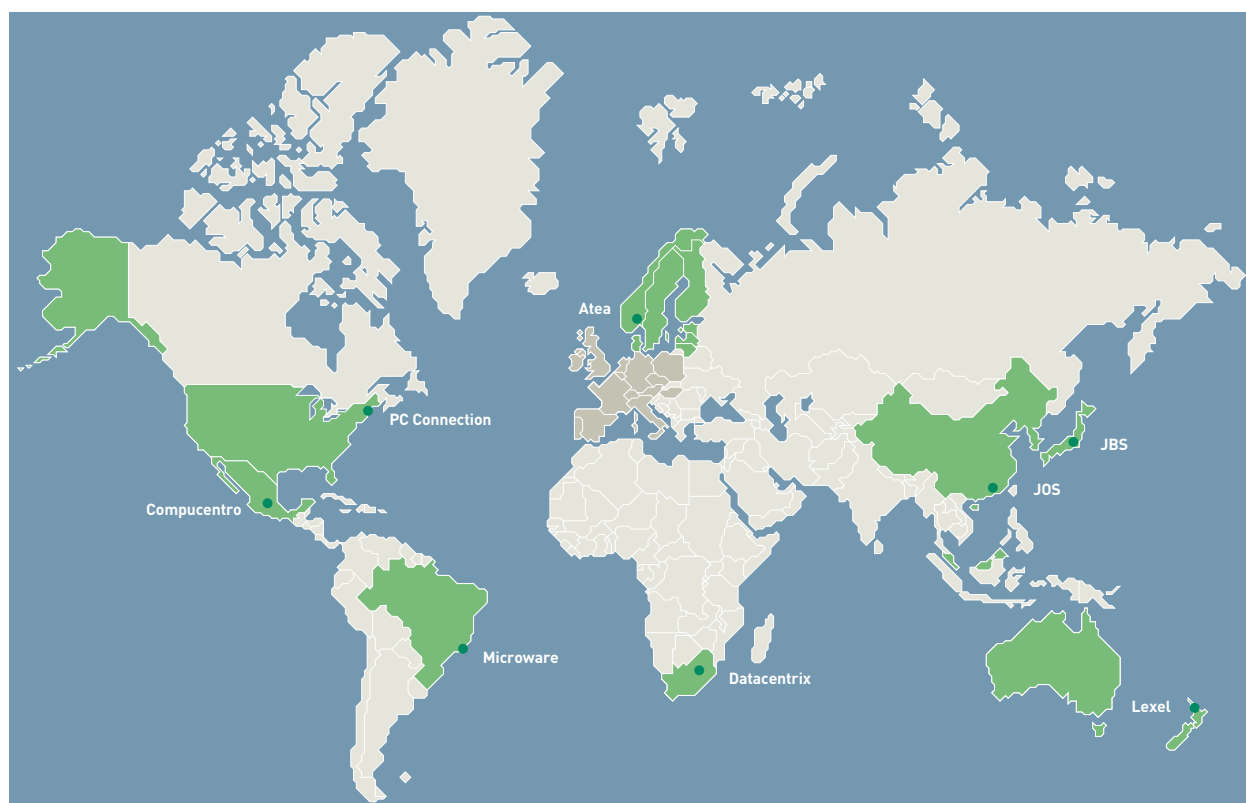 Atea
PC Connection
JBS
JOS
Compucentro
Microware
Datacentrix
Lexel